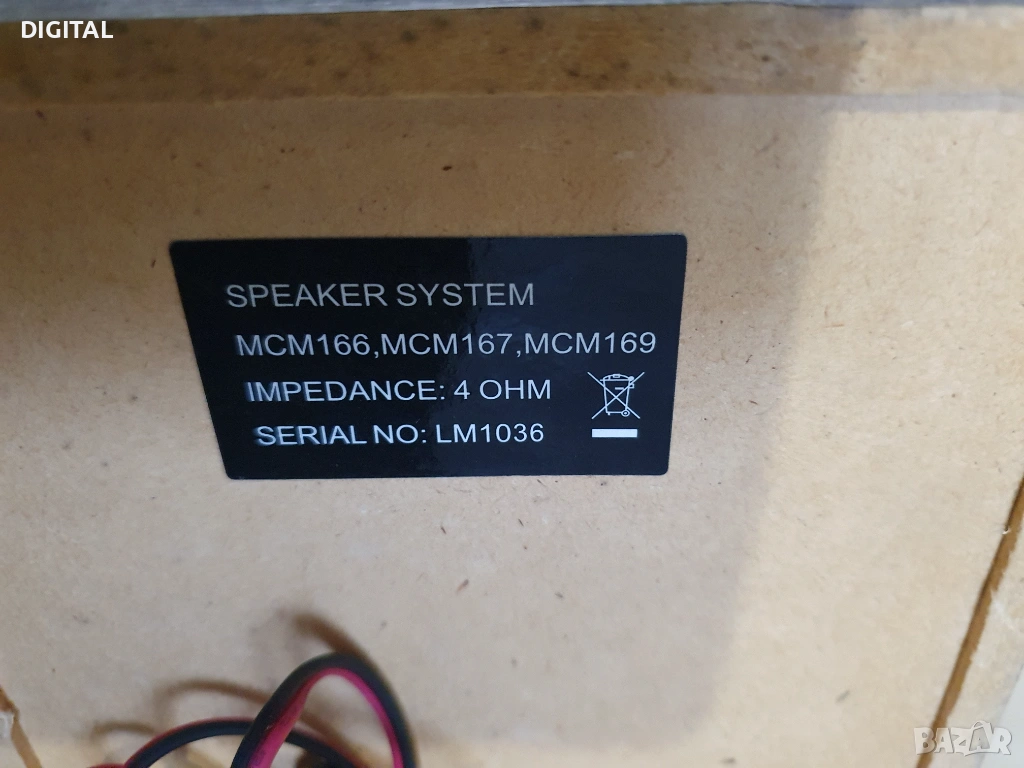 DIGITAL
SPEAKER SYSTEM
MCM166,MCM167,MCM169
IMPEDANCE: 4 OHM
SERIAL NO: LM1036
BAZAR